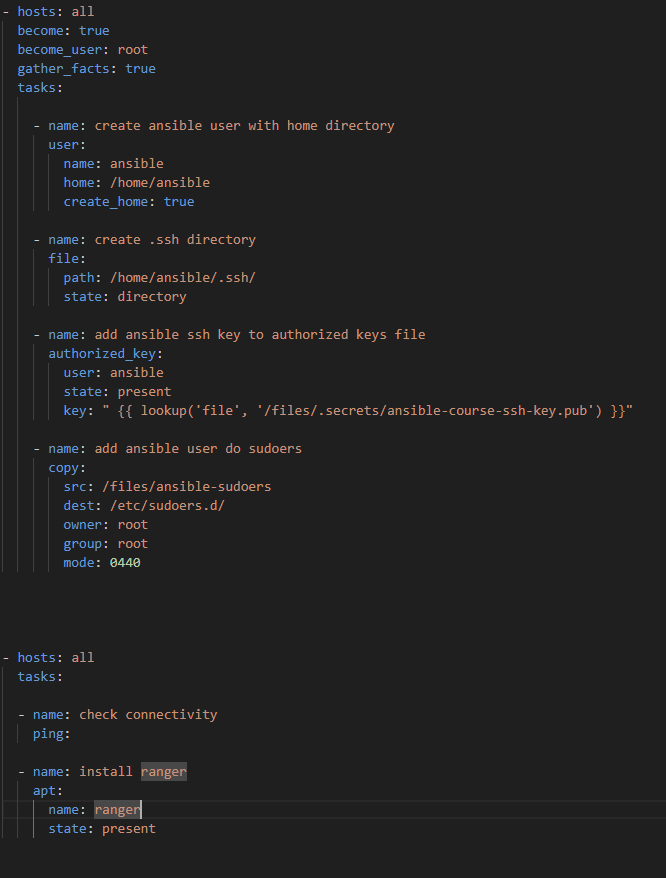 - hosts: all
  become: true
  become_user: root
  gather_facts: true
  tasks:
    - name: create ansible user with home directory
      user:
        name: ansible
        home: /home/ansible
        create_home: true
    - name: create .ssh directory
      file:
        path: /home/ansible/.ssh/
        state: directory
    - name: add ansible ssh key to authorized keys file
      authorized_key:
        user: ansible
        state: present
        key: " {{ lookup('file', '/files/.secrets/ansible-course-ssh-key.pub') }}"
    - name: add ansible user do sudoers
      copy:
        src: /files/ansible-sudoers
        dest: /etc/sudoers.d/
        owner: root
        group: root
        mode: 0440
- hosts: all
  tasks:
  - name: check connectivity
    ping:
  - name: install ranger
    apt:
      name: ranger
      state: present